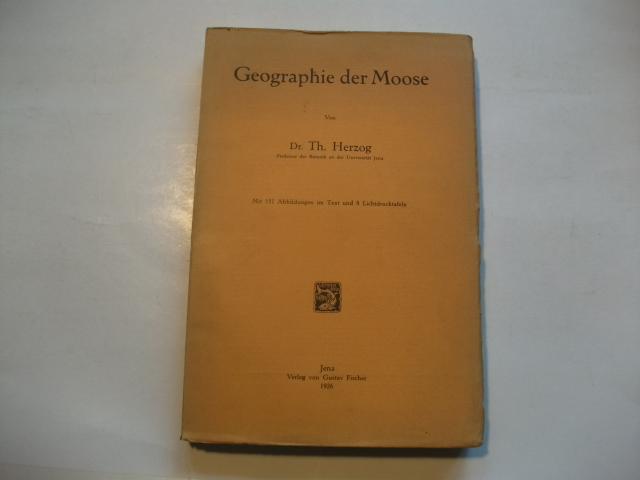 Geographie der Moose
Von
Dr. Th. Herzog
Professor der Botanik an der Universität Jena
Mit 151 Abbildungen im Text und 8 Lichtdrucktafeln
Jena
Verlag von Gustav Fischer
1926